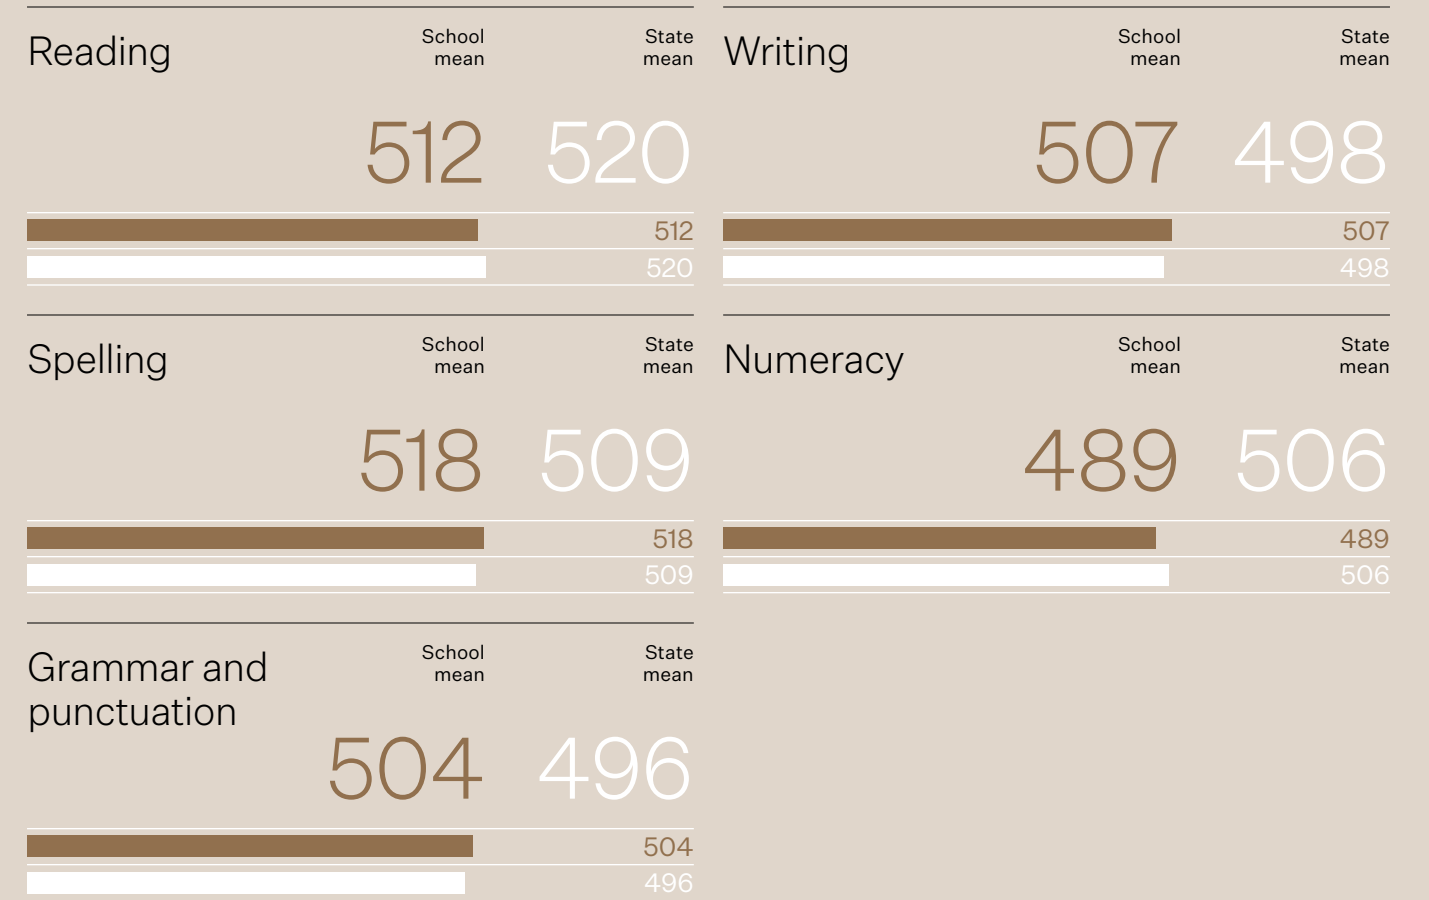 Reading
School
mean
State
mean
512
520
512
520
Writing
School
mean
State
mean
507
498
507
498
Spelling
School
mean
State
mean
518
509
518
509
Numeracy
School
mean
State
mean
489
506
489
506
Grammar and
punctuation
School
mean
State
mean
504
496
504
496